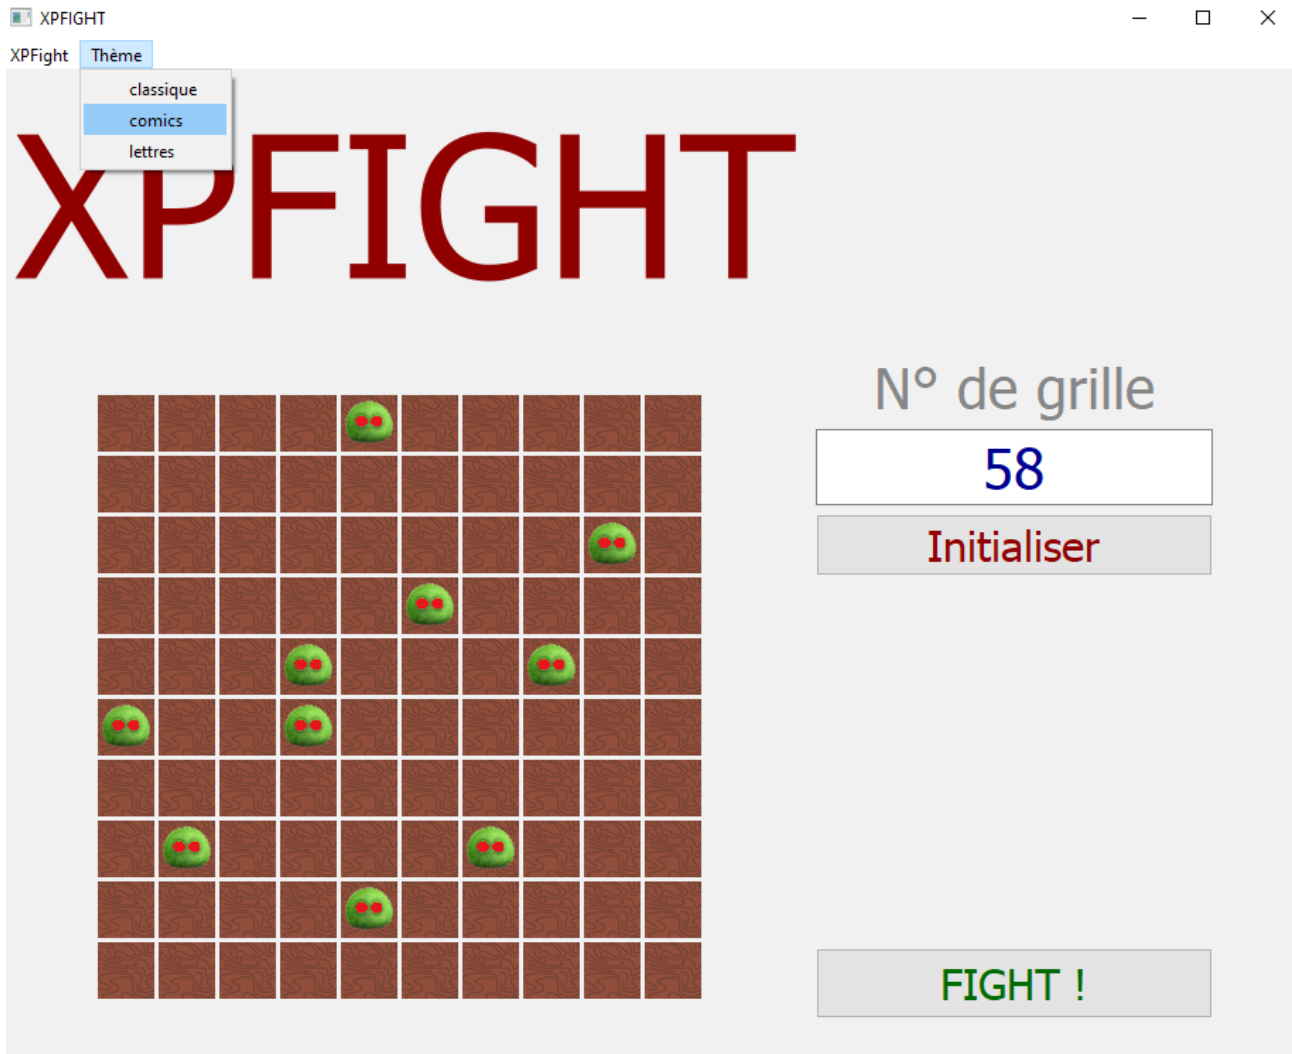 XPFIGHT
XPFight Thème
classique
comics
lettres
XPFIGHT
N° de grille
58
Initialiser
FIGHT !